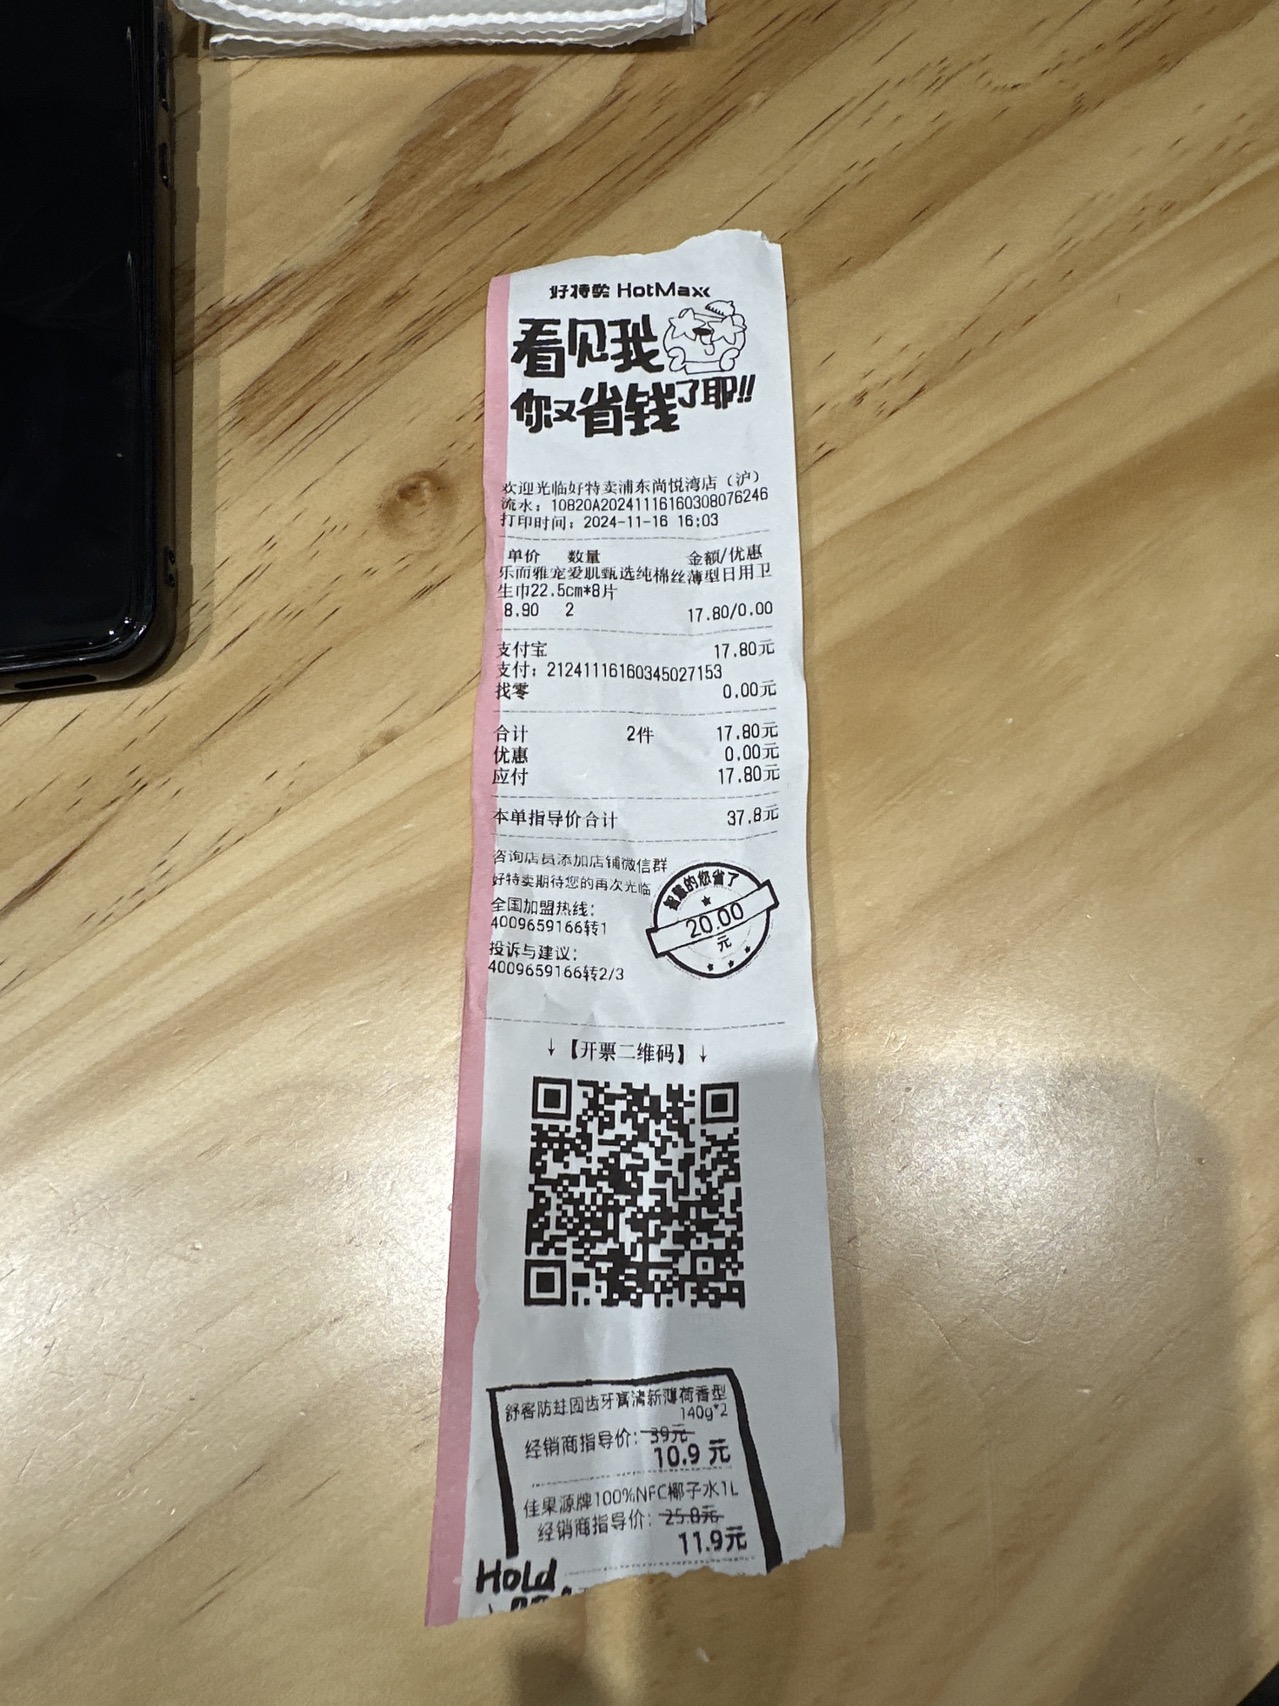 好特卖 HotMaxx
看见我
你又省钱了耶!!
欢迎光临好特卖浦东尚悦湾店（沪）
流水：10820A20241116160308076246
打印时间：2024-11-16 16:03
单价 数量 金额/优惠
乐而雅宠爱肌甄选纯棉丝薄型日用卫
生巾22.5cm*8片
8.90 2 17.80/0.00
支付宝 17.80元
支付：21241116160345027153
找零 0.00元
合计 2件 17.80元
优惠 0.00元
应付 17.80元
本单指导价合计 37.8元
咨询店员添加店铺微信群
好特卖期待您的再次光临
全国加盟热线：
4009659166转1
投诉与建议：
4009659166转2/3
智慧的您省了
20.00
元
↓【开票二维码】↓
舒客防蛀固齿牙膏清新薄荷香型
140g*2
经销商指导价：39元
10.9 元
佳果源牌100%NFC椰子水1L
经销商指导价：25.8元
11.9元
Hold